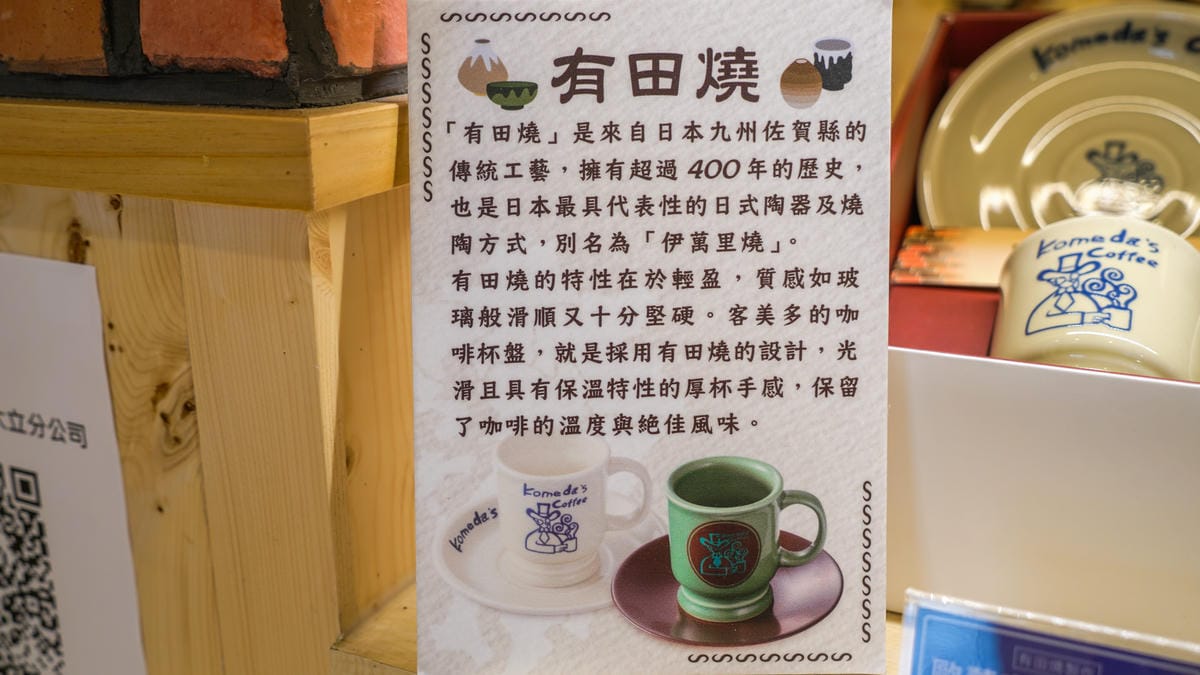 有田燒
「有田燒」是來自日本九州佐賀縣的
傳統工藝，擁有超過 400 年的歷史，
也是日本最具代表性的日式陶器及燒
陶方式，別名為「伊萬里燒」。
有田燒的特性在於輕盈，質感如玻
璃般滑順又十分堅硬。客美多的咖
啡杯盤，就是採用有田燒的設計，光
滑且具有保溫特性的厚杯手感，保留
了咖啡的溫度與絕佳風味。
Komeda's
Coffee
Komeda's
Komeda's
Komeda's
Coffee
立分公司